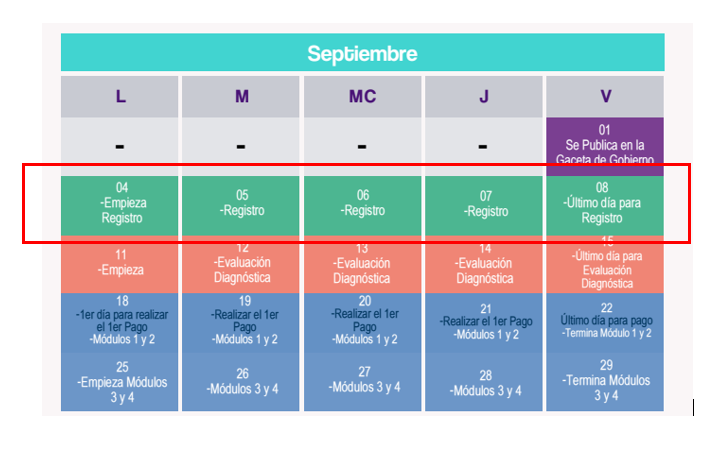 Septiembre
L M MC J V
- - - - 01
Se Publica en la
Gaceta de Gobierno
04
-Empieza
Registro
05
-Registro
06
-Registro
07
-Registro
08
-Último día para
Registro
11
-Empieza
12
-Evaluación
Diagnóstica
13
-Evaluación
Diagnóstica
14
-Evaluación
Diagnóstica
15
-Último día para
Evaluación
Diagnóstica
18
-1er día para realizar
el 1er Pago
-Módulos 1 y 2
19
-Realizar el 1er
Pago
-Módulos 1 y 2
20
-Realizar el 1er
Pago
-Módulos 1 y 2
21
-Realizar el 1er Pago
-Módulos 1 y 2
22
Último día para pago
-Termina Módulo 1 y 2
25
-Empieza Módulos
3 y 4
26
-Módulos 3 y 4
27
-Módulos 3 y 4
28
-Módulos 3 y 4
29
-Termina Módulos
3 y 4